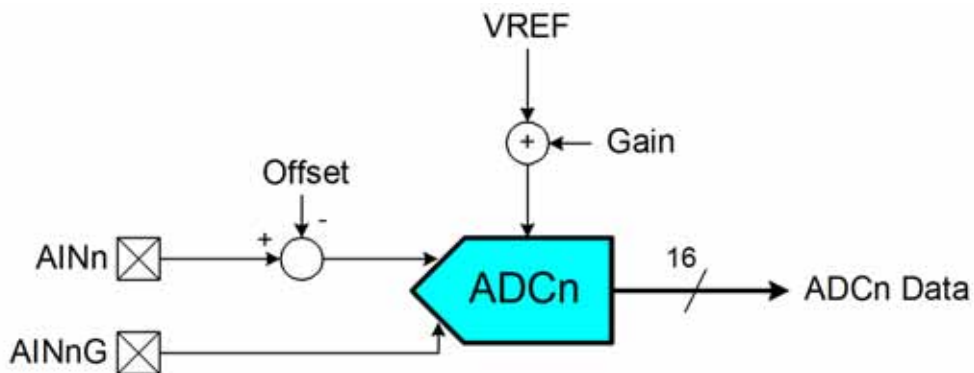 VREF
+
Gain
Offset
-
+
AINn
ADCn
16
ADCn Data
AINnG